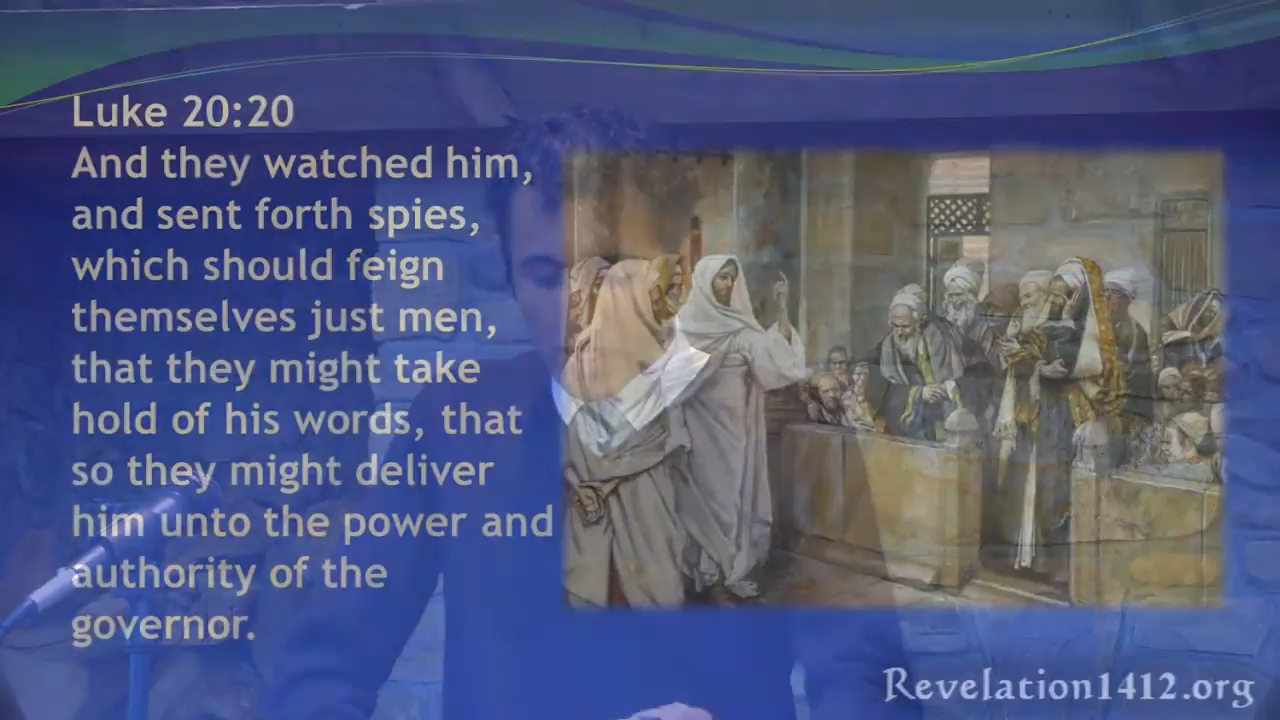 Luke 20:20
And they watched him,
and sent forth spies,
which should feign
themselves just men,
that they might take
hold of his words, that
so they might deliver
him unto the power and
authority of the
governor.
Revelation1412.org